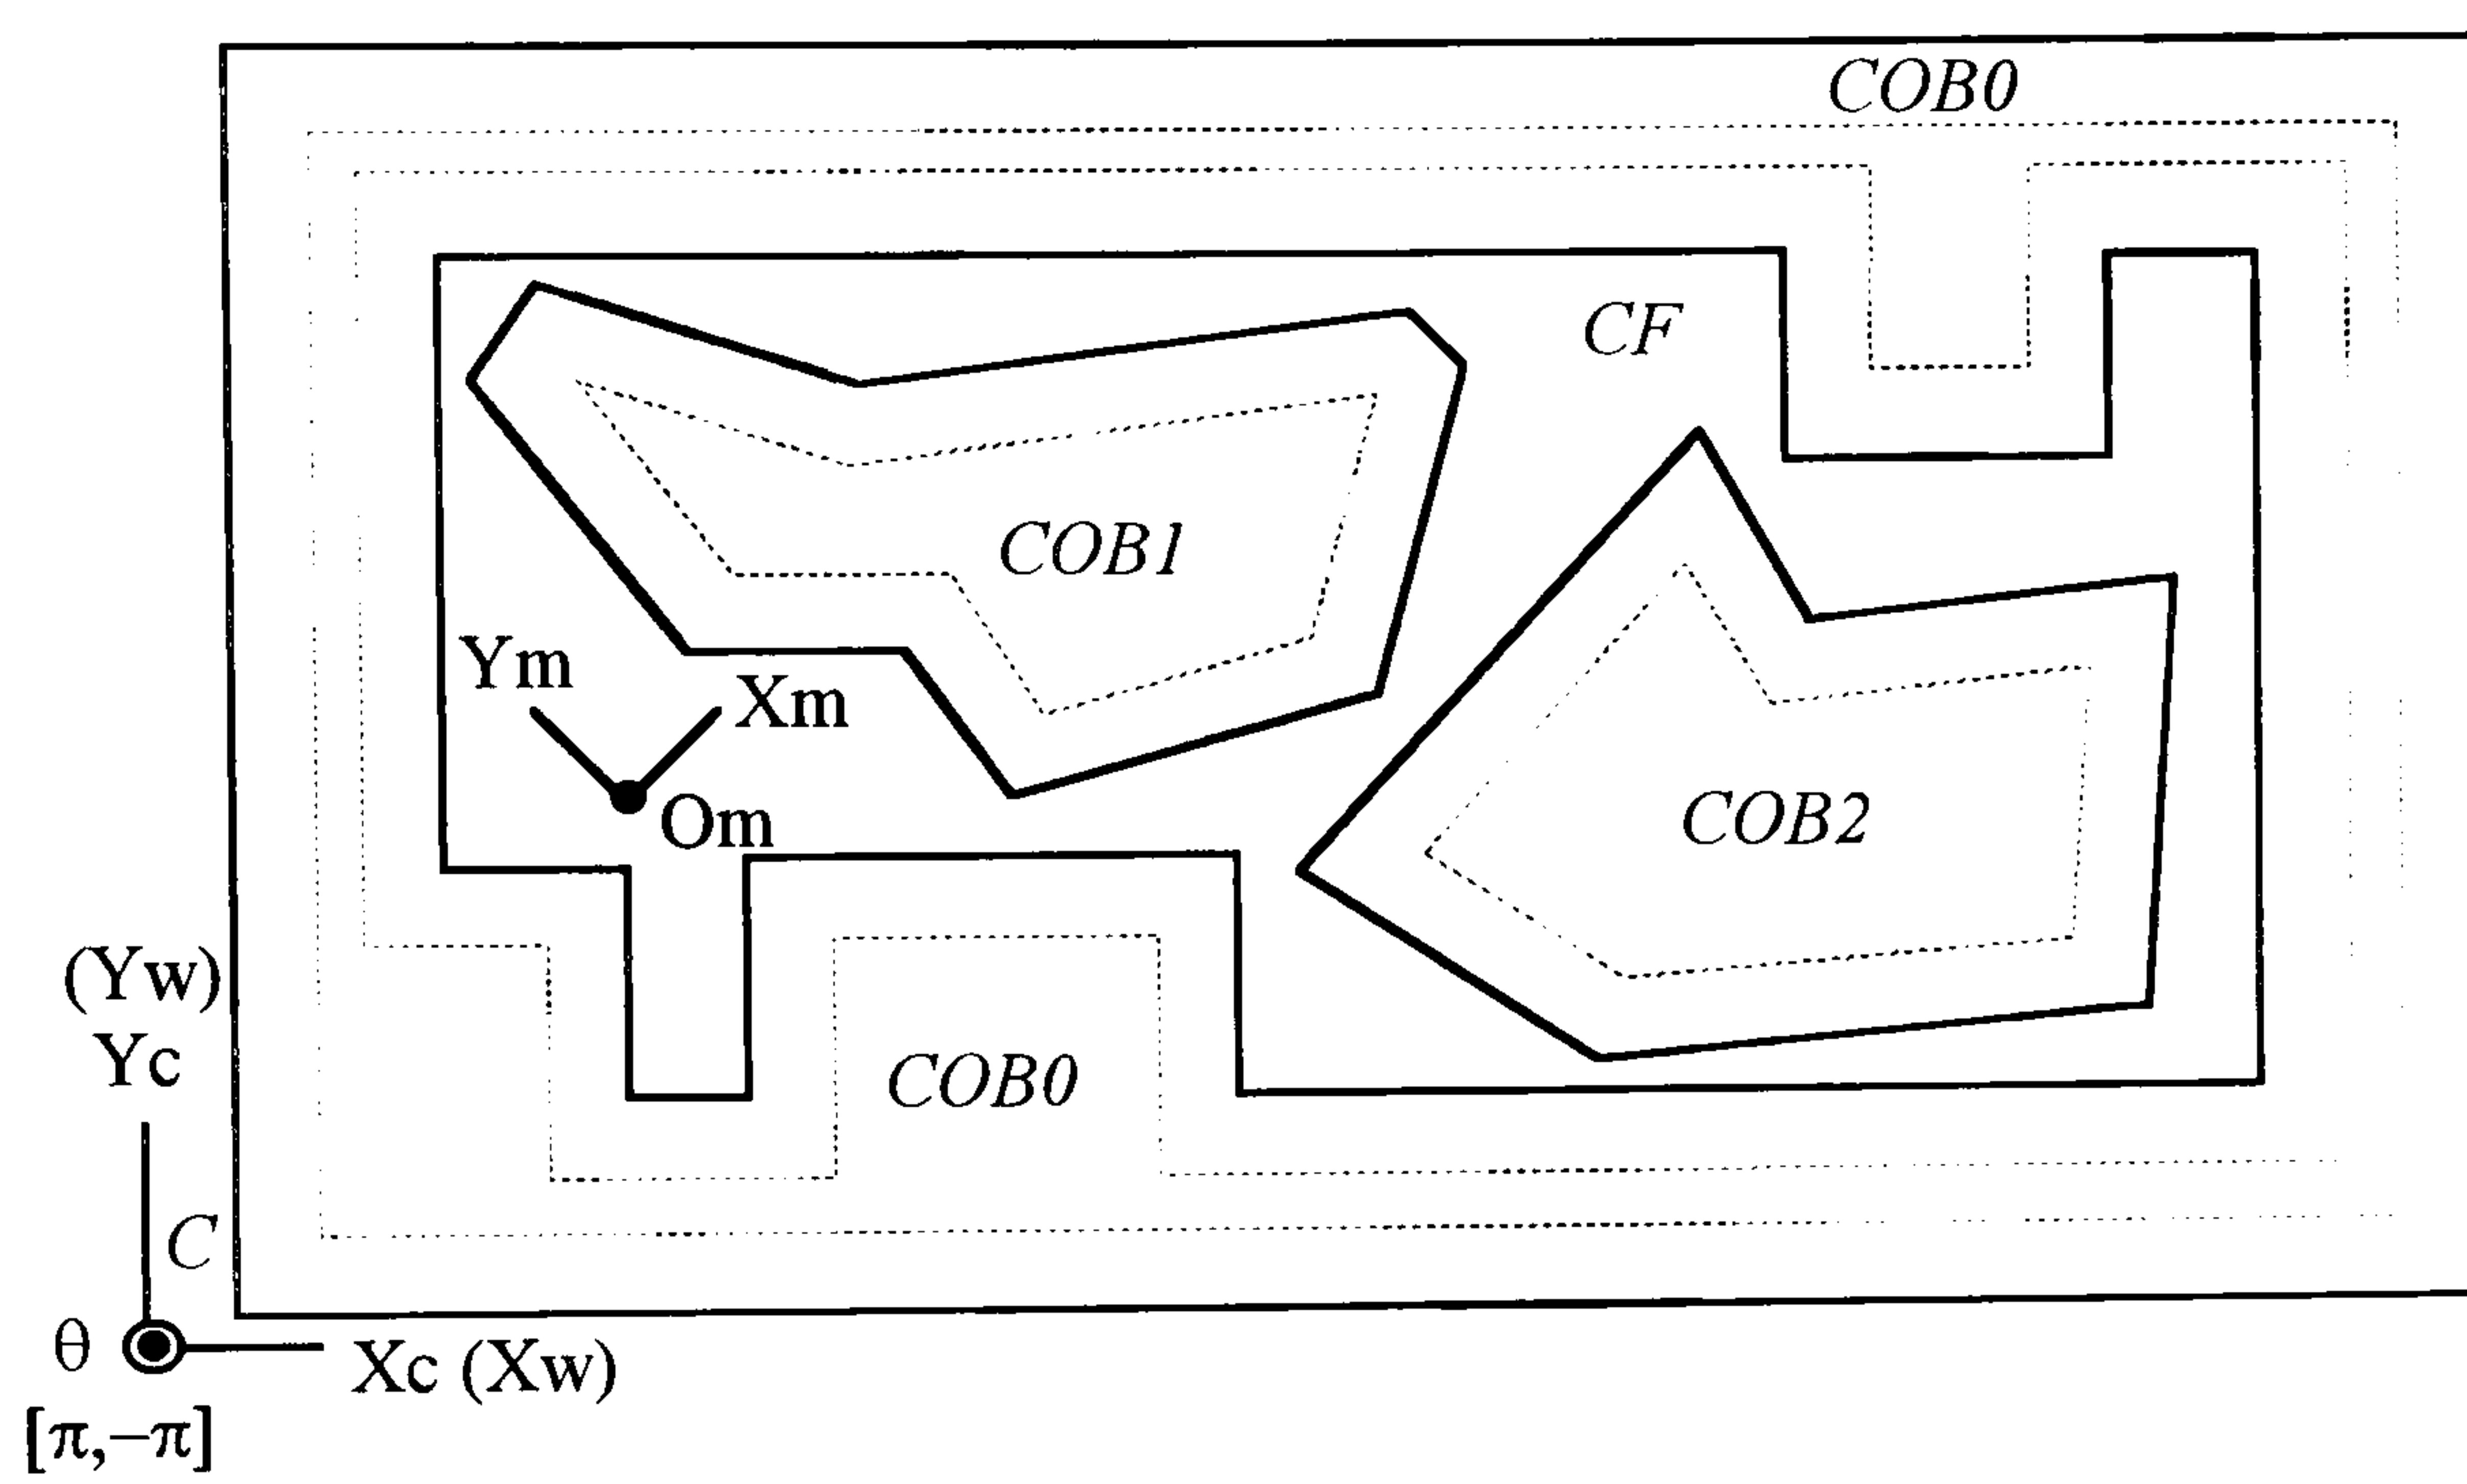 COB0
CF
COB1
Ym
Xm
Om
COB2
(Yw)
Yc
COB0
C
θ
Xc (Xw)
[π,−π]